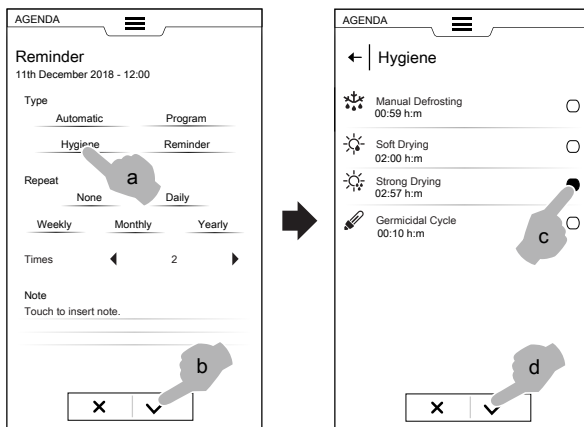 AGENDA
Reminder
11th December 2018 - 12:00
Type
Automatic Program
Hygiene Reminder
a
Repeat
None Daily
Weekly Monthly Yearly
Times 2
Note
Touch to insert note.
b
AGENDA
Hygiene
Manual Defrosting
00:59 h:m
Soft Drying
02:00 h:m
Strong Drying
02:57 h:m
Germicidal Cycle
00:10 h:m
c
d